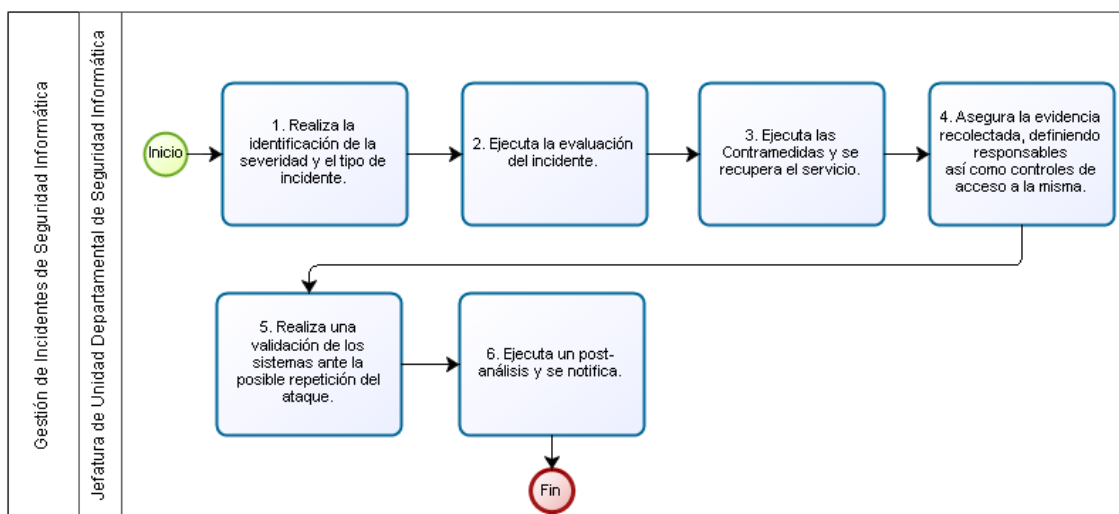 Gestión de Incidentes de Seguridad Informática
Jefatura de Unidad Departamental de Seguridad Informática
Inicio
1. Realiza la
identificación de la
severidad y el tipo de
incidente.
2. Ejecuta la evaluación
del incidente.
3. Ejecuta las
Contramedidas y se
recupera el servicio.
4. Asegura la evidencia
recolectada, definiendo
responsables
así como controles de
acceso a la misma.
5. Realiza una
validación de los
sistemas ante la
posible repetición del
ataque.
6. Ejecuta un post-
análisis y se notifica.
Fin